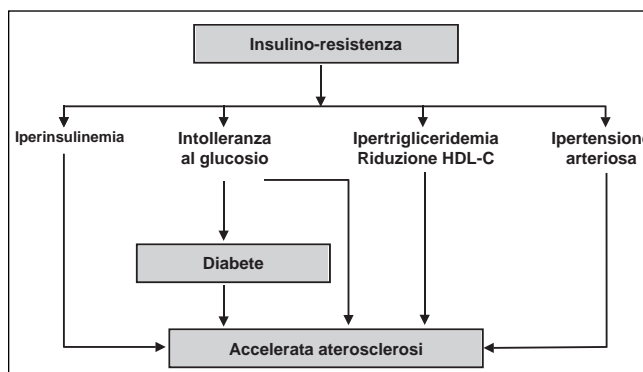 Insulino-resistenza
Iperinsulinemia
Intolleranza
al glucosio
Ipertrigliceridemia
Riduzione HDL-C
Ipertensione
arteriosa
Diabete
Accelerata aterosclerosi